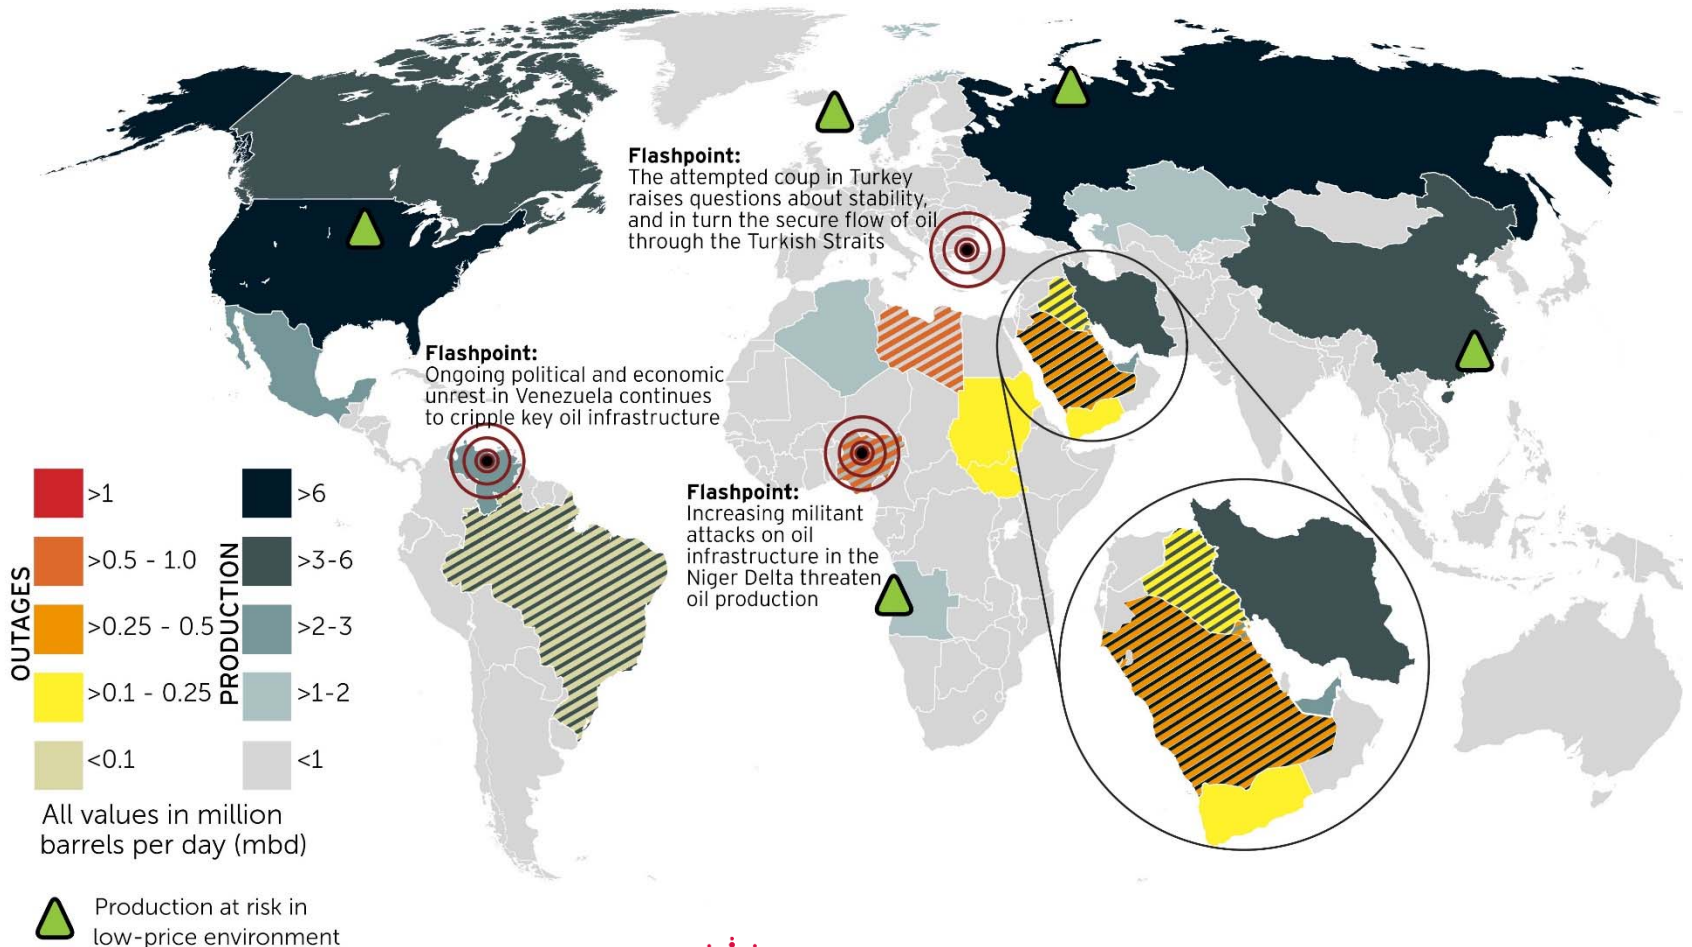 Flashpoint:
The attempted coup in Turkey
raises questions about stability,
and in turn the secure flow of oil
through the Turkish Straits
Flashpoint:
Ongoing political and economic
unrest in Venezuela continues
to cripple key oil infrastructure
Flashpoint:
Increasing militant
attacks on oil
infrastructure in the
Niger Delta threaten
oil production
OUTAGES
>1
>0.5 - 1.0
>0.25 - 0.5
>0.1 - 0.25
<0.1
PRODUCTION
>6
>3-6
>2-3
>1-2
<1
All values in million
barrels per day (mbd)
Production at risk in
low-price environment